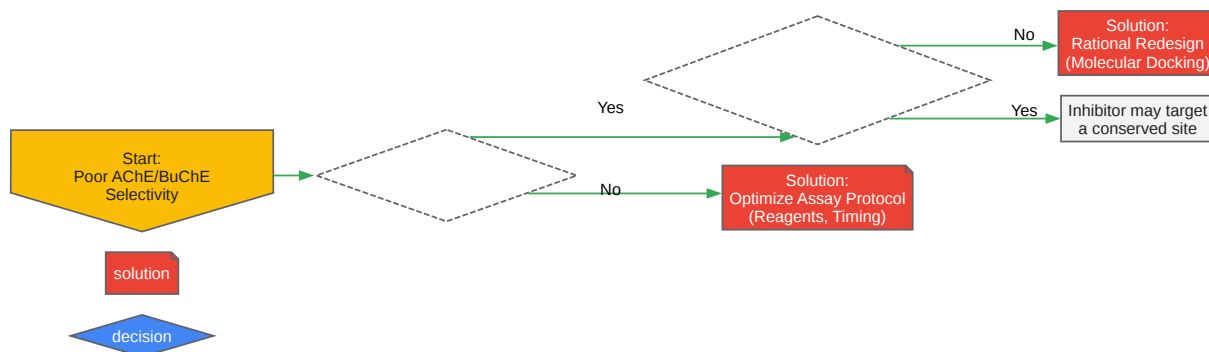 Start:
Poor AChE/BuChE
Selectivity
Yes
No
Solution:
Optimize Assay Protocol
(Reagents, Timing)
No
Solution:
Rational Redesign
(Molecular Docking)
Yes
Inhibitor may target
a conserved site
solution
decision